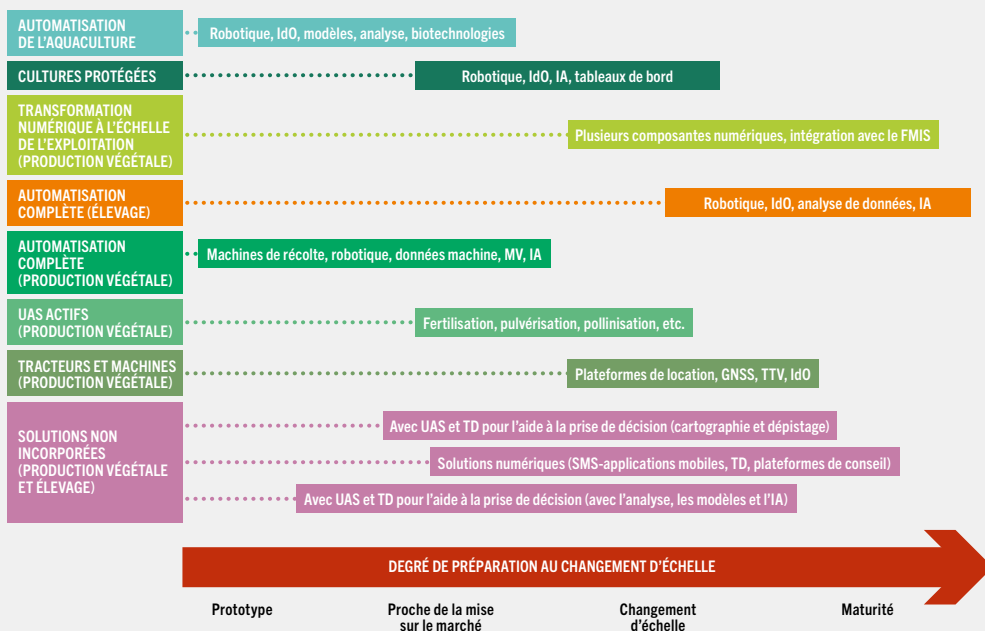 AUTOMATISATION
DE L'AQUACULTURE
Robotique, IdO, modèles, analyse, biotechnologies
CULTURES PROTÉGÉES
Robotique, IdO, IA, tableaux de bord
TRANSFORMATION
NUMÉRIQUE À L'ÉCHELLE
DE L'EXPLOITATION
(PRODUCTION VÉGÉTALE)
Plusieurs composantes numériques, intégration avec le FMIS
AUTOMATISATION
COMPLÈTE (ÉLEVAGE)
Robotique, IdO, analyse de données, IA
AUTOMATISATION
COMPLÈTE
(PRODUCTION VÉGÉTALE)
Machines de récolte, robotique, données machine, MV, IA
UAS ACTIFS
(PRODUCTION VÉGÉTALE)
Fertilisation, pulvérisation, pollinisation, etc.
TRACTEURS ET MACHINES
(PRODUCTION VÉGÉTALE)
Plateformes de location, GNSS, TTV, IdO
SOLUTIONS NON
INCORPORÉES
(PRODUCTION VÉGÉTALE
ET ÉLEVAGE)
Avec UAS et TD pour l'aide à la prise de décision (cartographie et dépistage)
Solutions numériques (SMS-applications mobiles, TD, plateformes de conseil)
Avec UAS et TD pour l'aide à la prise de décision (avec l'analyse, les modèles et l'IA)
DEGRÉ DE PRÉPARATION AU CHANGEMENT D'ÉCHELLE
Prototype
Proche de la mise
sur le marché
Changement
d'échelle
Maturité